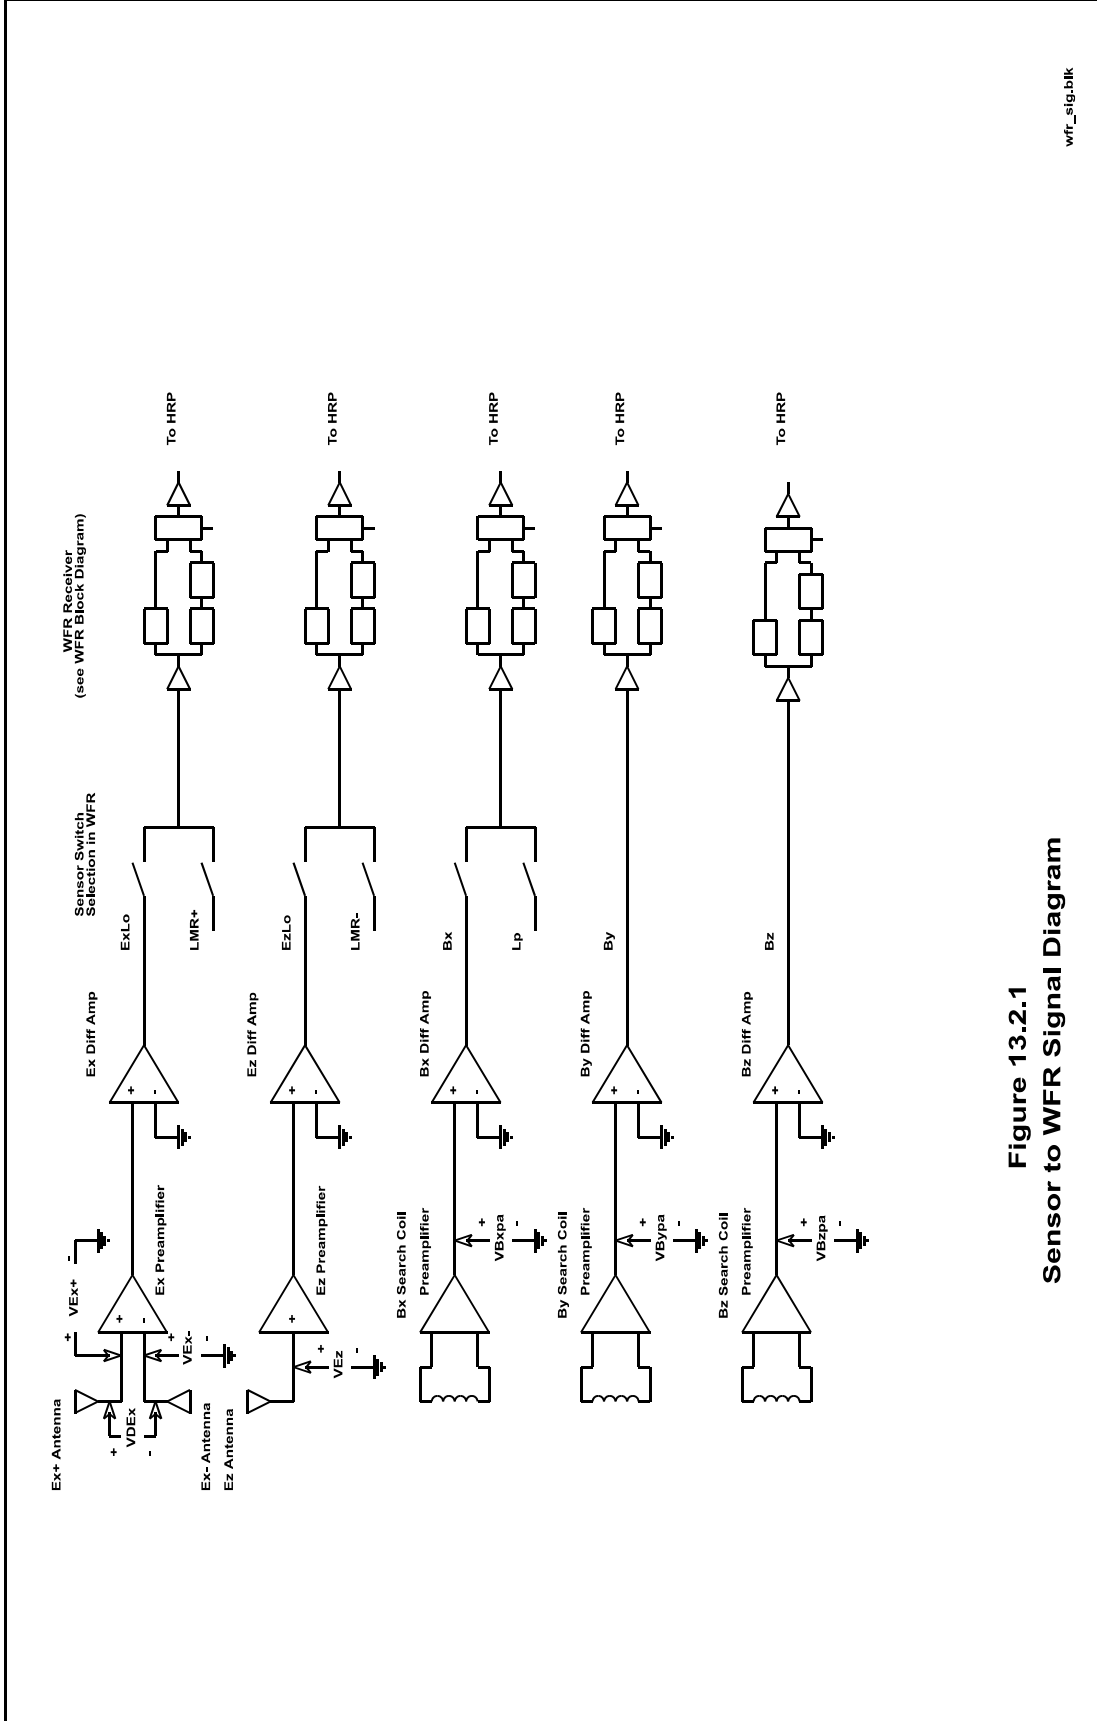 WFR Receiver
(see WFR Block Diagram)
Sensor Switch
Selection in WFR
Ex+ Antenna
+ VDEx -
Ex- Antenna
+ VEx+ -
+
VEx-
-
+
-
Ex Preamplifier
Ex Diff Amp
+
-
ExLo
LMR+
To HRP
Ez Antenna
+
VEz
-
+
Ez Preamplifier
Ez Diff Amp
+
-
EzLo
LMR-
To HRP
Bx Search Coil
Preamplifier
+
VBxpa
-
Bx Diff Amp
+
-
Bx
Lp
To HRP
By Search Coil
Preamplifier
+
VBypa
-
By Diff Amp
+
-
By
To HRP
Bz Search Coil
Preamplifier
+
VBzpa
-
Bz Diff Amp
+
-
Bz
To HRP
Figure 13.2.1
Sensor to WFR Signal Diagram
wfr_sig.blk